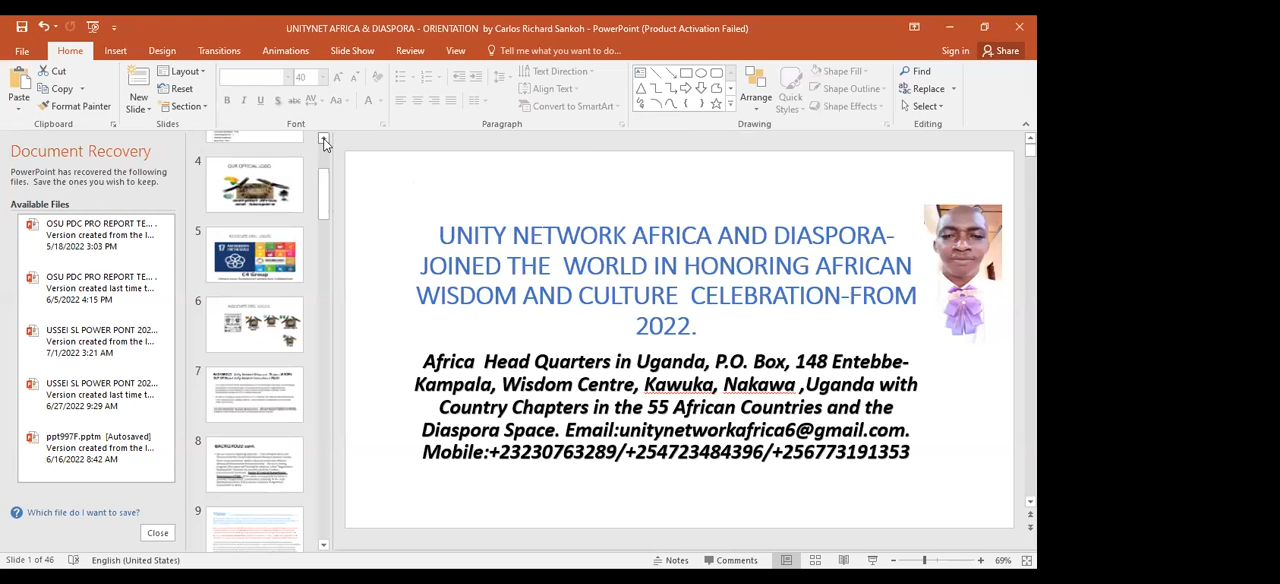 UNITYNET AFRICA & DIASPORA - ORIENTATION by Carlos Richard Sankoh - PowerPoint (Product Activation Failed)
File Home Insert Design Transitions Animations Slide Show Review View Tell me what you want to do... Sign in Share
Paste
Cut
Copy
Format Painter
Clipboard
New
Slide
Layout
Reset
Section
Slides
40
B I U S abc AV Aa A
Font
Text Direction
Align Text
Convert to SmartArt
Paragraph
Arrange
Quick
Styles
Shape Fill
Shape Outline
Shape Effects
Drawing
Find
Replace
Select
Editing
Document Recovery
PowerPoint has recovered the following
files. Save the ones you wish to keep.
Available Files
OSU PDC PRO REPORT TE... .
Version created from the l...
5/18/2022 3:03 PM
OSU PDC PRO REPORT TE... .
Version created last time t...
6/5/2022 4:15 PM
USSEI SL POWER PONT 202...
Version created from the l...
7/1/2022 3:21 AM
USSEI SL POWER PONT 202...
Version created from the l...
6/27/2022 9:29 AM
ppt997F.pptm [Autosaved]
Version created from the l...
6/16/2022 8:42 AM
Which file do I want to save?
Close
4
OUR OFFICIAL LOGO
5
6
7
8
9
UNITY NETWORK AFRICA AND DIASPORA-
JOINED THE WORLD IN HONORING AFRICAN
WISDOM AND CULTURE CELEBRATION-FROM
2022.
Africa Head Quarters in Uganda, P.O. Box, 148 Entebbe-
Kampala, Wisdom Centre, Kawuka, Nakawa ,Uganda with
Country Chapters in the 55 African Countries and the
Diaspora Space. Email:unitynetworkafrica6@gmail.com.
Mobile:+23230763289/+254723484396/+256773191353
Slide 1 of 46 English (United States) Notes Comments 69%